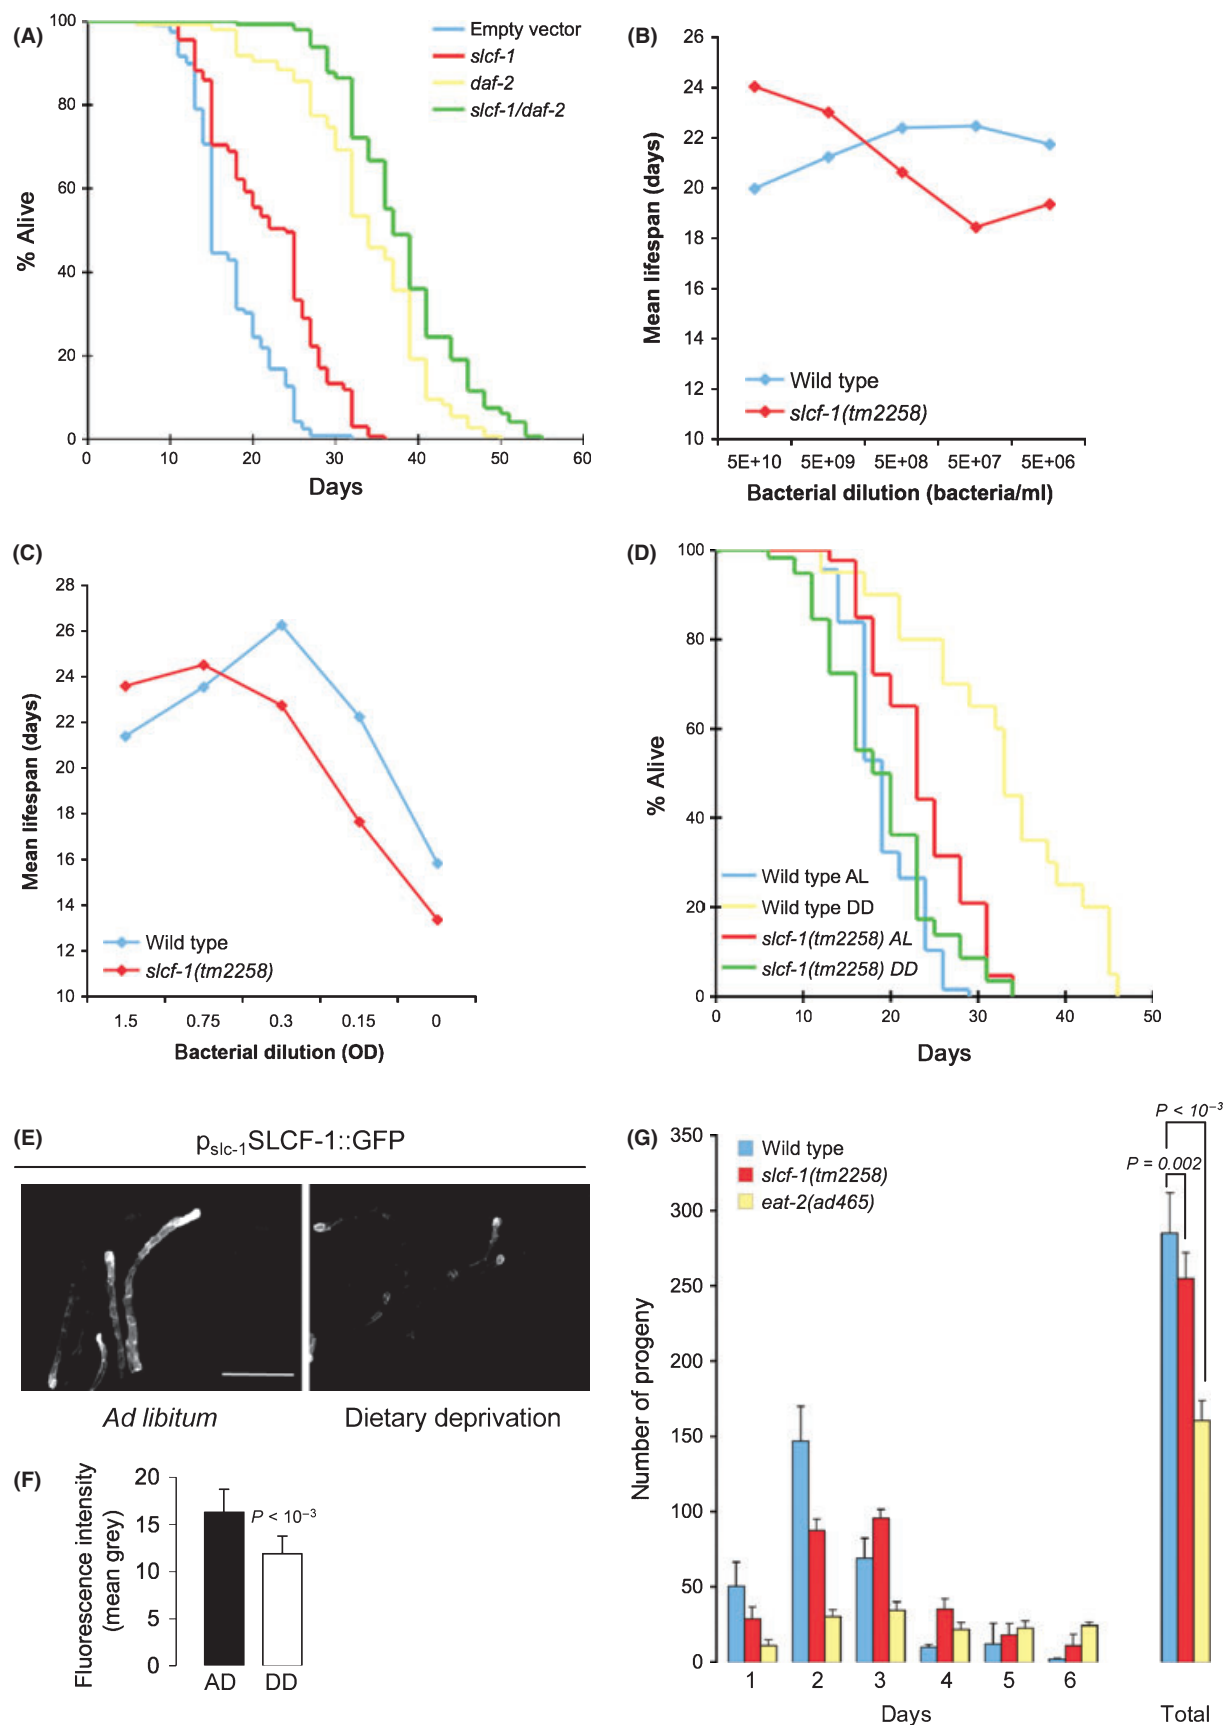 (A)
100
80
60
40
20
0
% Alive
0 10 20 30 40 50 60
Days
Empty vector
slcf-1
daf-2
slcf-1/daf-2
(B)
26
24
22
20
18
16
14
12
10
Mean lifespan (days)
Wild type
slcf-1(tm2258)
5E+10 5E+09 5E+08 5E+07 5E+06
Bacterial dilution (bacteria/ml)
(C)
28
26
24
22
20
18
16
14
12
10
Mean lifespan (days)
Wild type
slcf-1(tm2258)
1.5 0.75 0.3 0.15 0
Bacterial dilution (OD)
(D)
100
80
60
40
20
0
% Alive
Wild type AL
Wild type DD
slcf-1(tm2258) AL
slcf-1(tm2258) DD
0 10 20 30 40 50
Days
(E)
pslc-1SLCF-1::GFP
Ad libitum
Dietary deprivation
(F)
Fluorescence intensity
(mean grey)
20
15
10
5
0
P < 10⁻³
AD DD
(G)
350
300
250
200
150
100
50
0
Number of progeny
Wild type
slcf-1(tm2258)
eat-2(ad465)
P < 10⁻³
P = 0.002
1 2 3 4 5 6
Days
Total